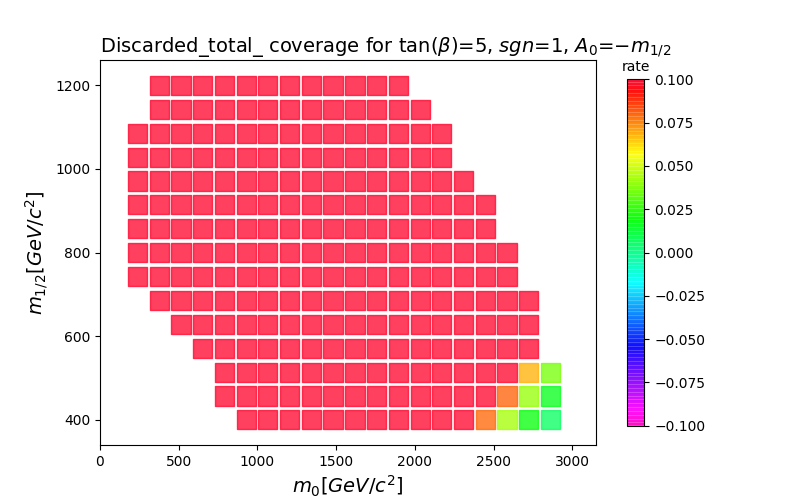 Discarded_total_ coverage for tan(β)=5, sgn=1, A₀=−m₁/₂
rate
1200
1000
800
600
400
m₁/₂[GeV/c²]
0 500 1000 1500 2000 2500 3000
m₀[GeV/c²]
0.100
0.075
0.050
0.025
0.000
−0.025
−0.050
−0.075
−0.100